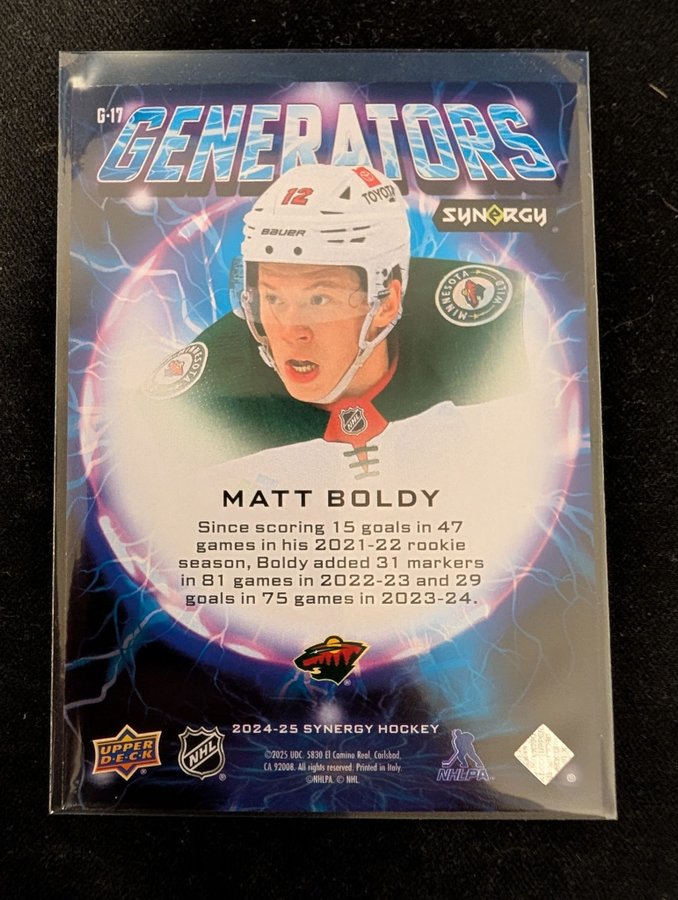 G-17
GENERATORS
SYNERGY
12
TOYOTA
BAUER
MINNESOTA WILD
MINNESOTA
NHL
MATT BOLDY
Since scoring 15 goals in 47
games in his 2021-22 rookie
season, Boldy added 31 markers
in 81 games in 2022-23 and 29
goals in 75 games in 2023-24.
®
2024-25 SYNERGY HOCKEY
UPPER
D·E·C·K
®
NHL
®
©2025 UDC. 5830 El Camino Real, Carlsbad,
CA 92008. All rights reserved. Printed in Italy.
©NHLPA. © NHL.
NHLPA